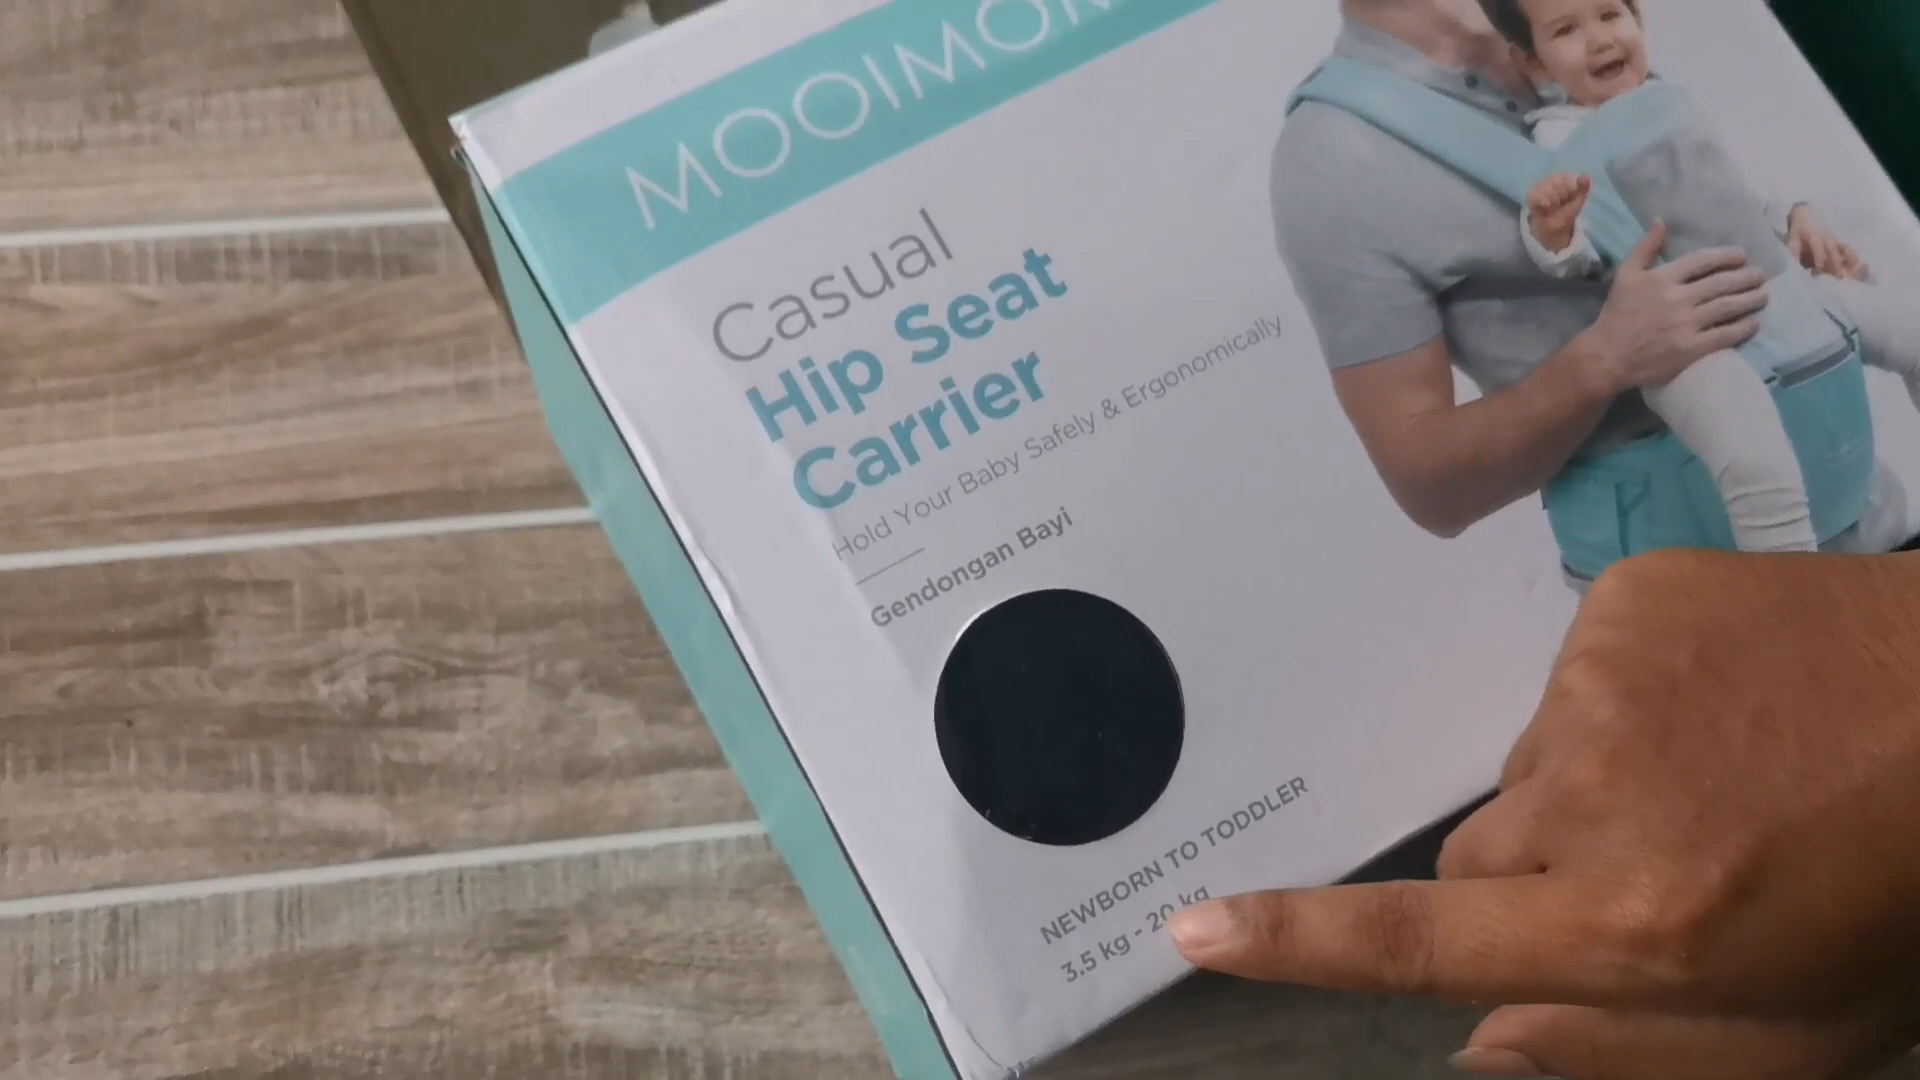 MOOIMOM
Casual
Hip Seat
Carrier
Hold Your Baby Safely & Ergonomically
Gendongan Bayi
NEWBORN TO TODDLER
3.5 kg - 20 kg